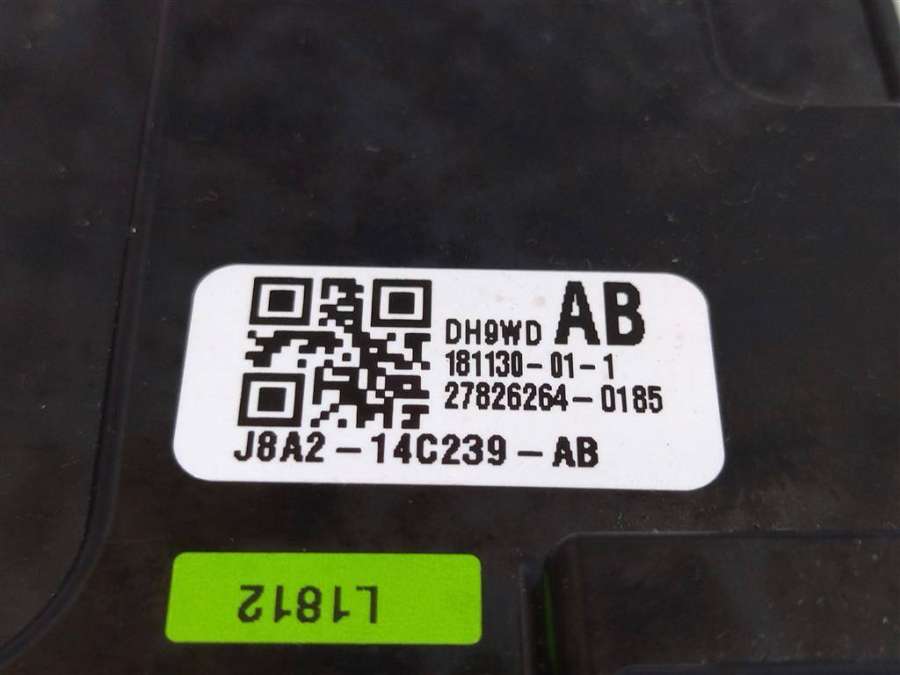 DH9WD AB
181130-01-1
27826264-0185
J8A2-14C239-AB
L1812